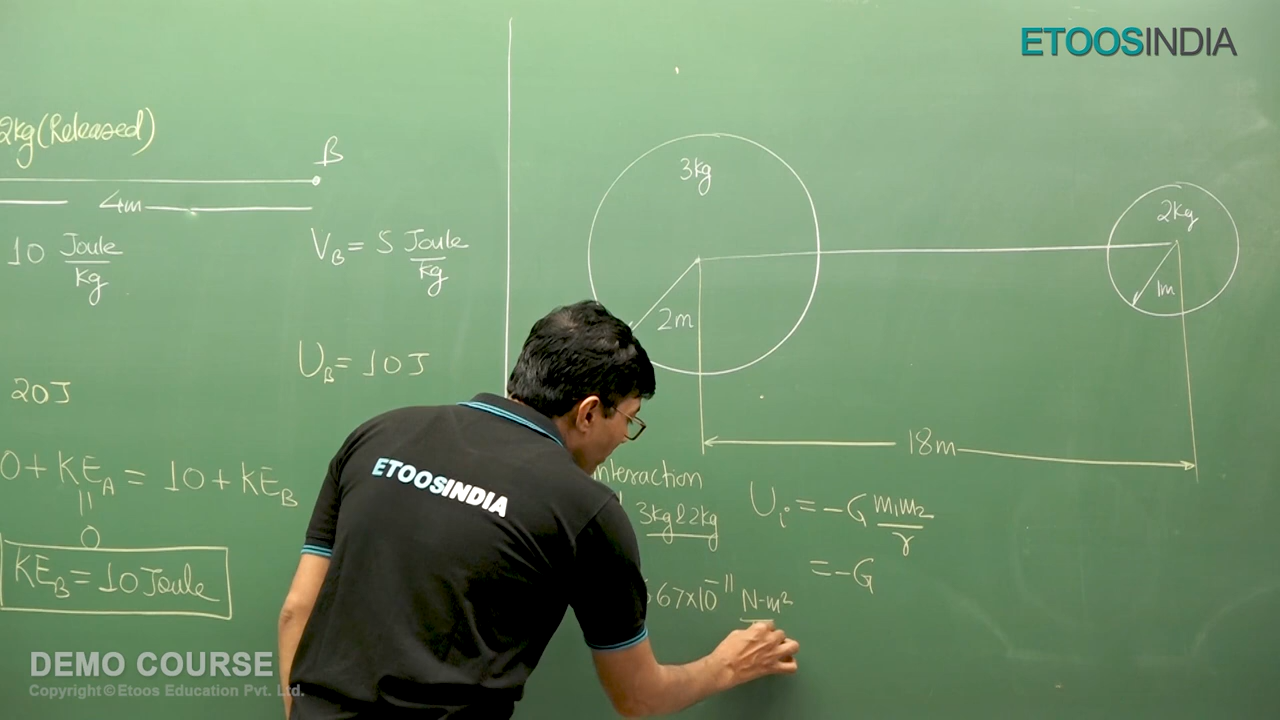 ETOOSINDIA
2kg(Released)
B
4m
10 Joule/kg
V_B = 5 Joule/kg
U_B = 10J
20J
0+KE_A = 10+KE_B
||
0
KE_B = 10 Joule
3kg
2kg
2m
1m
18m
interaction
3kg & 2kg
U_i = -G m₁m₂/r
= -G
67×10⁻¹¹ N-m²
ETOOSINDIA
DEMO COURSE
Copyright © Etoos Education Pvt. Ltd.